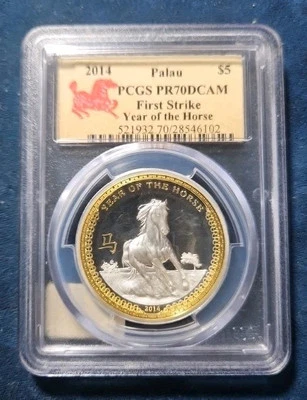 2014 Palau $5
PCGS PR70DCAM
First Strike
Year of the Horse
521932.70/28546102
YEAR OF THE HORSE
马
2014